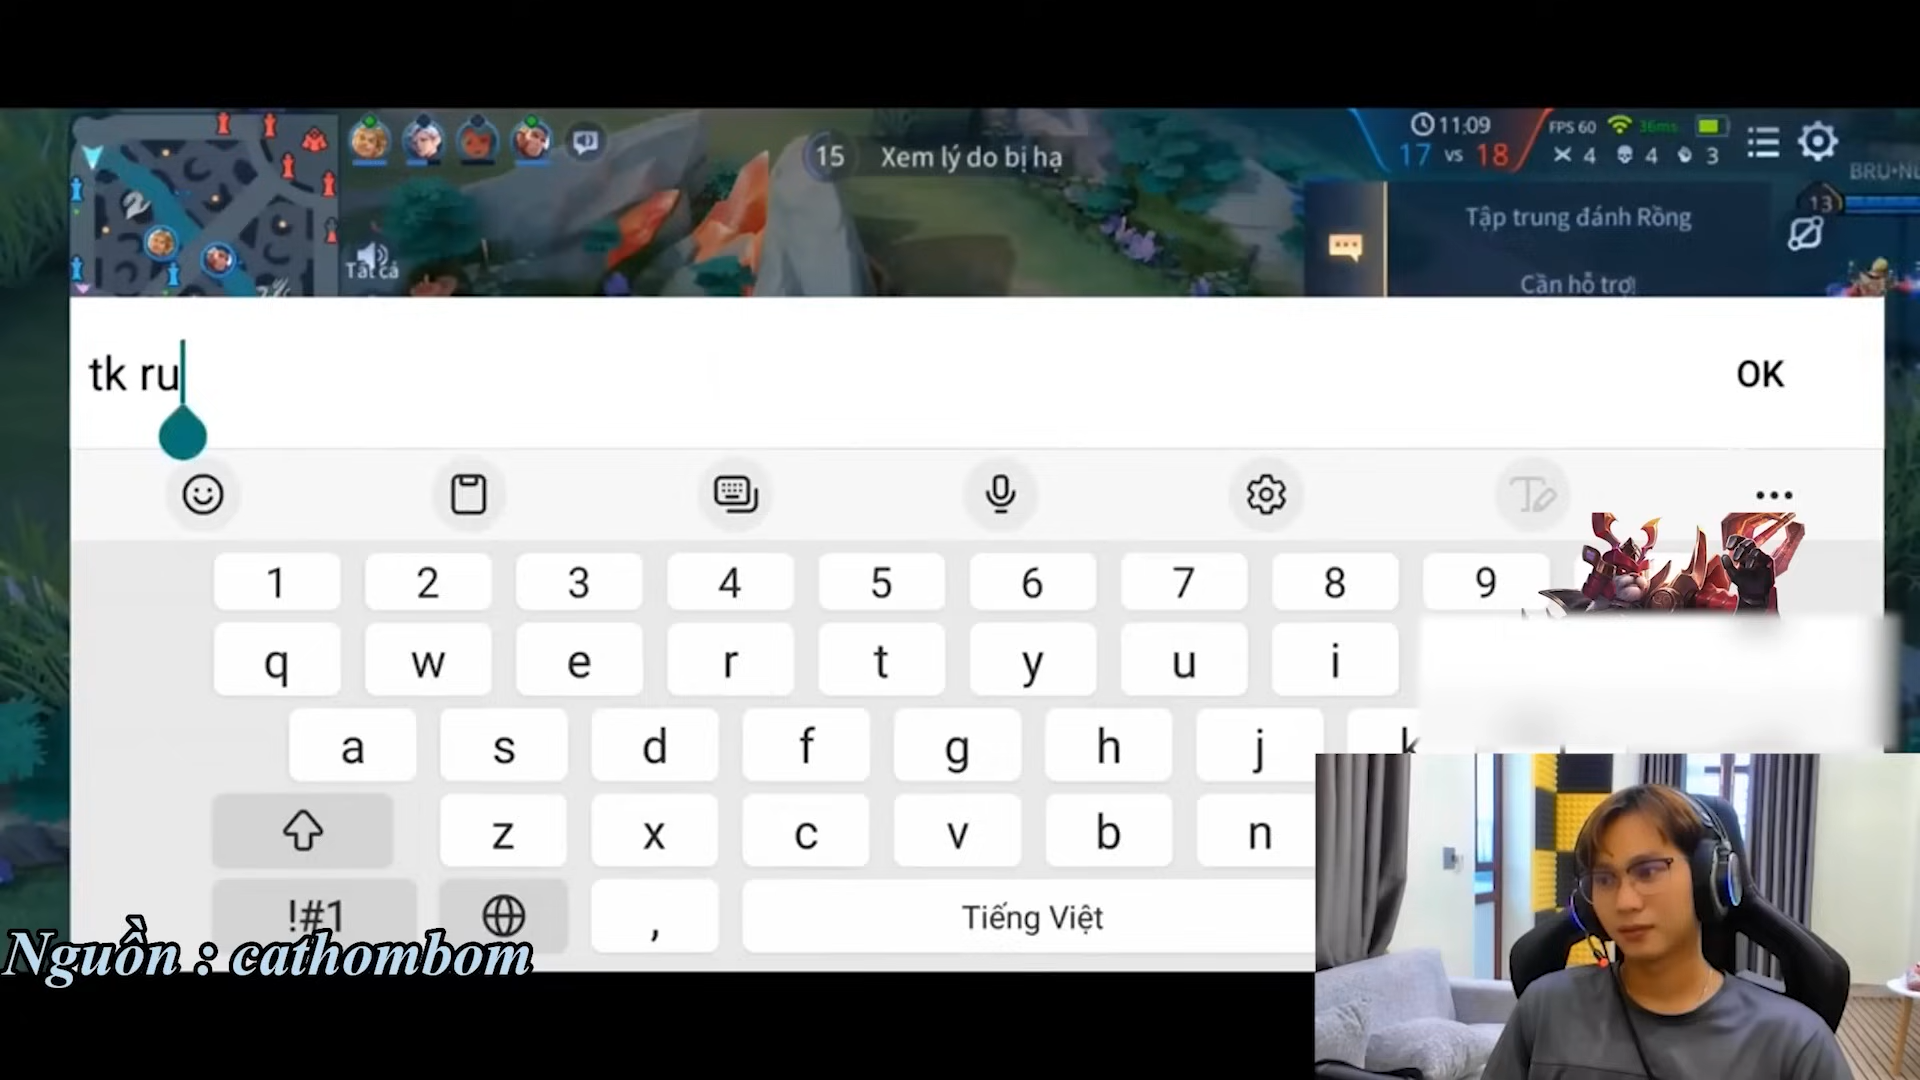 11:09
FPS 60
36ms
17 vs 18
4
4
3
15
Xem lý do bị hạ
13
Tập trung đánh Rồng
Tất cả
Cần hỗ trợ!
tk ru
OK
1 2 3 4 5 6 7 8 9
q w e r t y u i
a s d f g h j k
z x c v b n
!#1
,
Tiếng Việt
Nguồn : cathombom